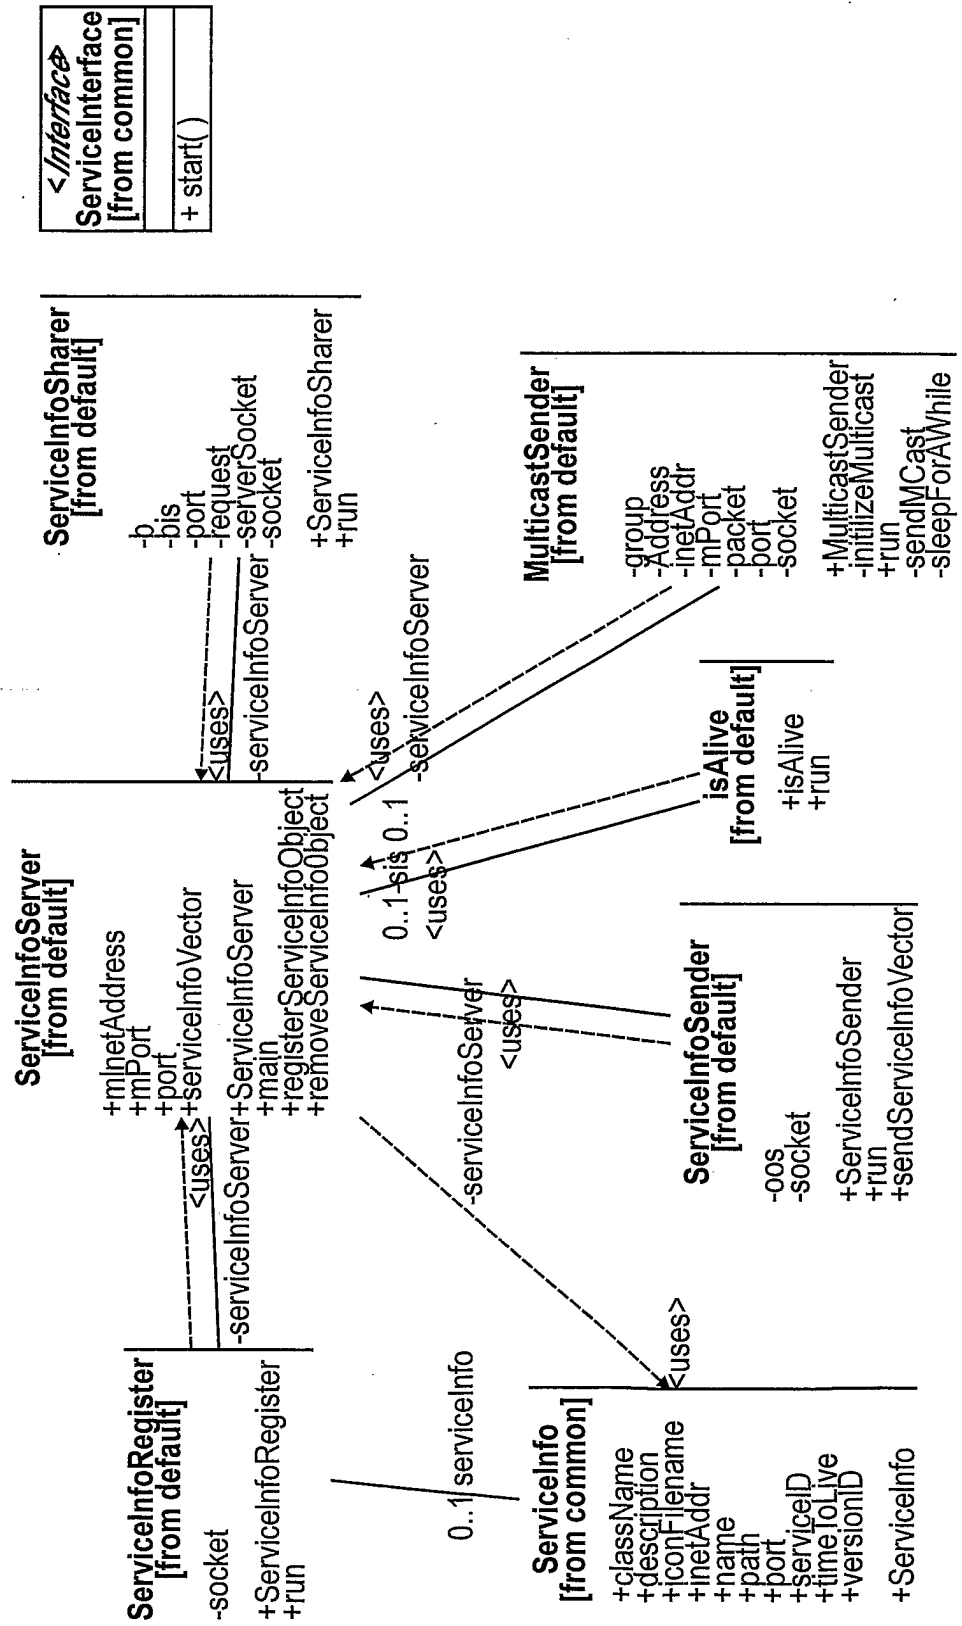 ServiceInfoRegister
[from default]
-socket
+ServiceInfoRegister
+run
<uses>
-serviceInfoServer
ServiceInfoServer
[from default]
+mInetAddress
+mPort
+port
+serviceInfoVector
+ServiceInfoServer
+main
+registerServiceInfoObject
+removeServiceInfoObject
<uses>
-serviceInfoServer
ServiceInfoSharer
[from default]
-b
-bis
-port
-request
-serverSocket
-socket
+ServiceInfoSharer
+run
<Interface>
ServiceInterface
[from common]
+ start( )
0..1 serviceInfo
-serviceInfoServer
<uses>
0..1-sis 0..1
<uses>
<uses>
-serviceInfoServer
ServiceInfo
[from common]
+className
+description
+iconFilename
+inetAddr
+name
+path
+port
+serviceID
+timeToLive
+versionID
+ServiceInfo
<uses>
ServiceInfoSender
[from default]
-oos
-socket
+ServiceInfoSender
+run
+sendServiceInfoVector
isAlive
[from default]
+isAlive
+run
MulticastSender
[from default]
-group
-Address
-inetAddr
-mPort
-packet
-port
-socket
+MulticastSender
-initilizeMulticast
+run
-sendMCast
-sleepForAWhile